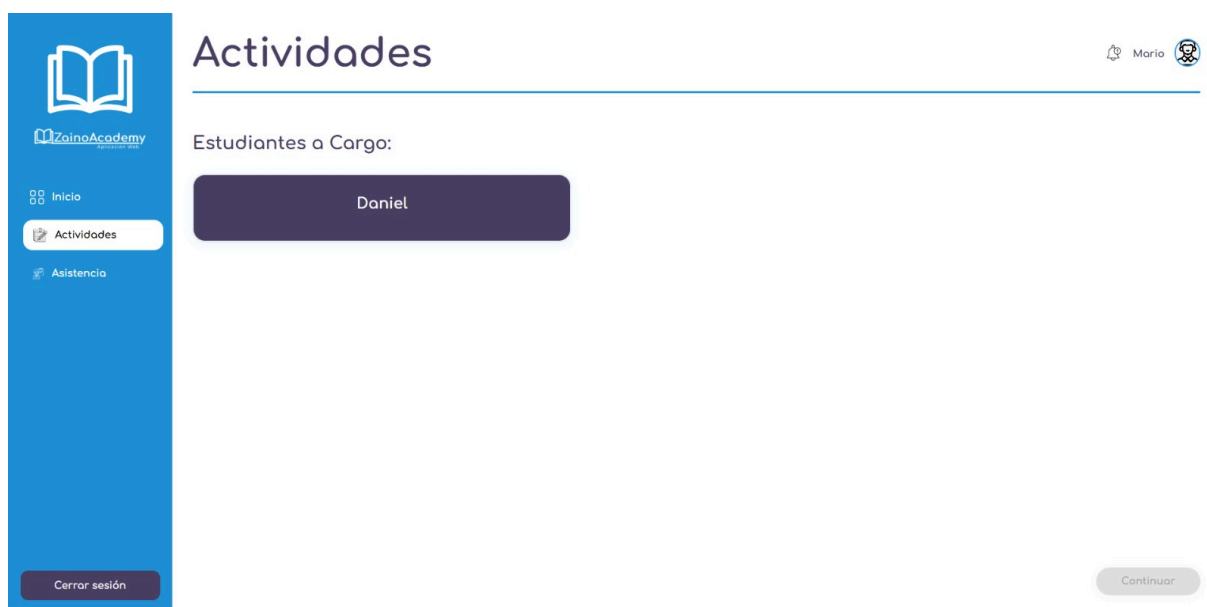 Actividades
Mario
ZainoAcademy
Aplicación Web
Estudiantes a Cargo:
Inicio
Daniel
Actividades
Asistencia
Cerrar sesión
Continuar